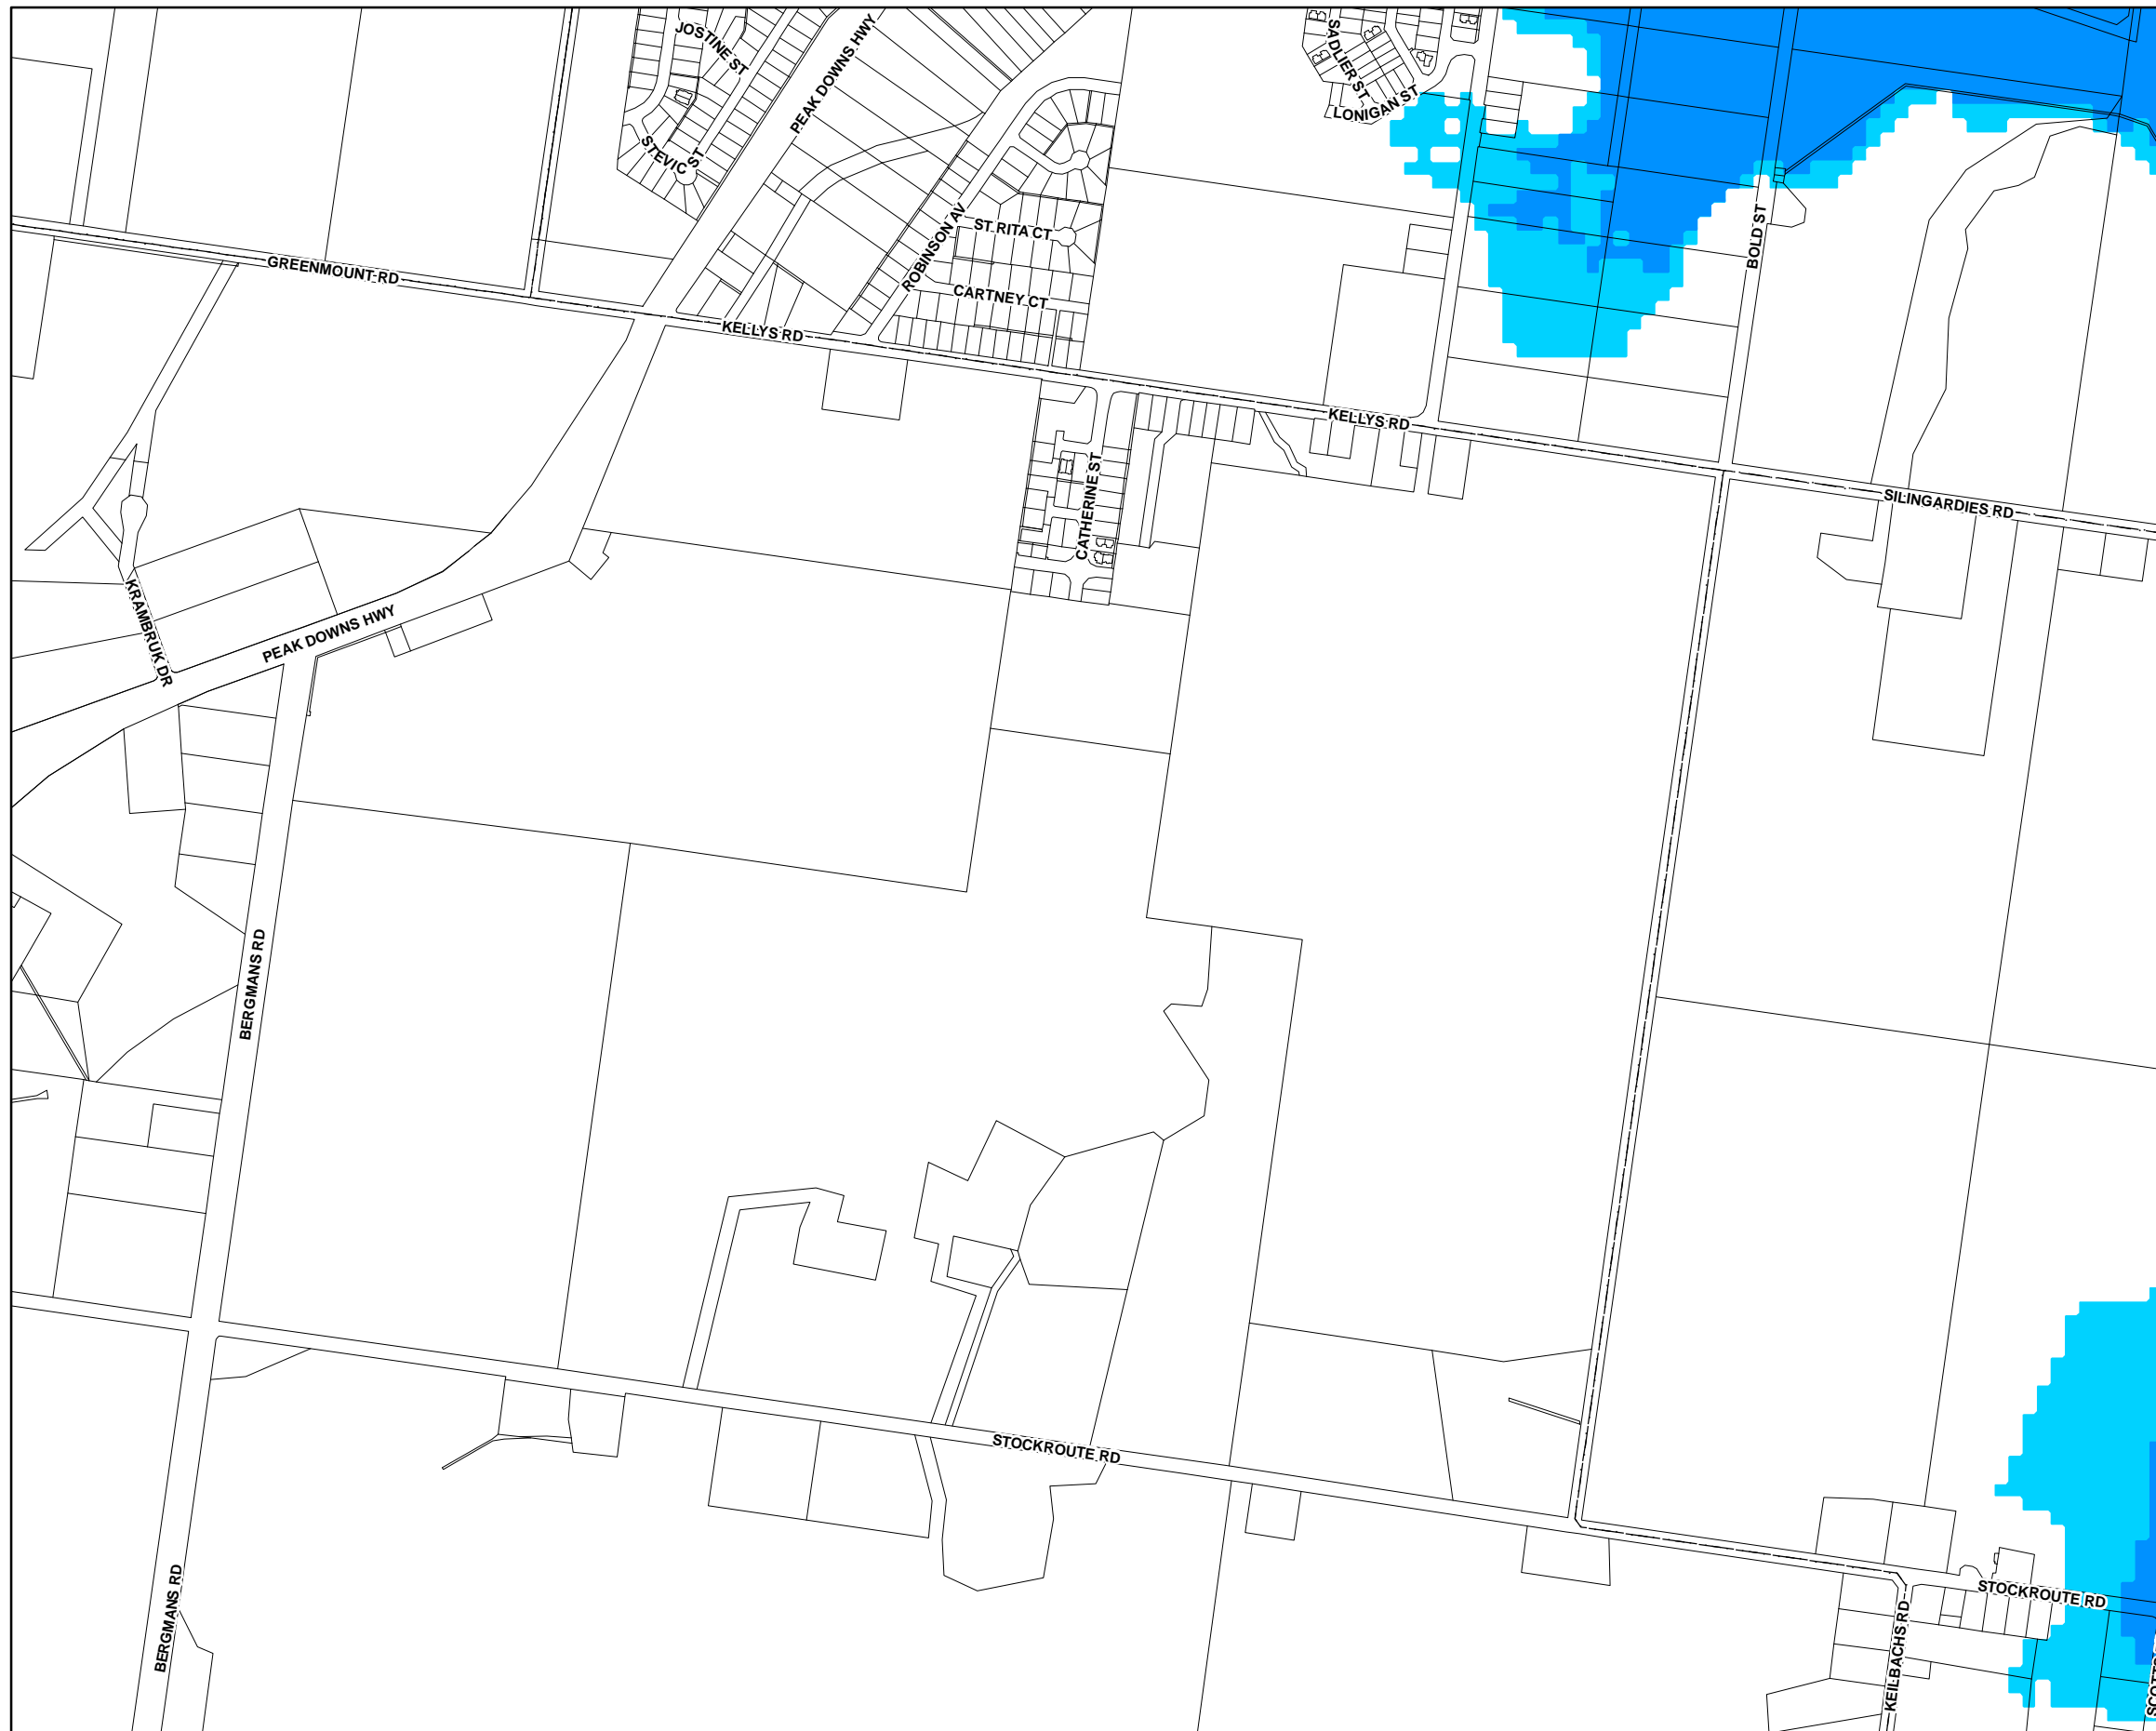 JOSTINE ST
PEAK DOWNS HWY
SADLIER ST
LONIGAN ST
STEVIC ST
ROBINSON AV
ST RITA CT
BOLD ST
GREENMOUNT RD
CARTNEY CT
KELLYS RD
KELLYS RD
SILINGARDIES RD
CATHERINE ST
KRAMBRUK DR
PEAK DOWNS HWY
BERGMANS RD
STOCKROUTE RD
STOCKROUTE RD
BERGMANS RD
KEILBACHS RD